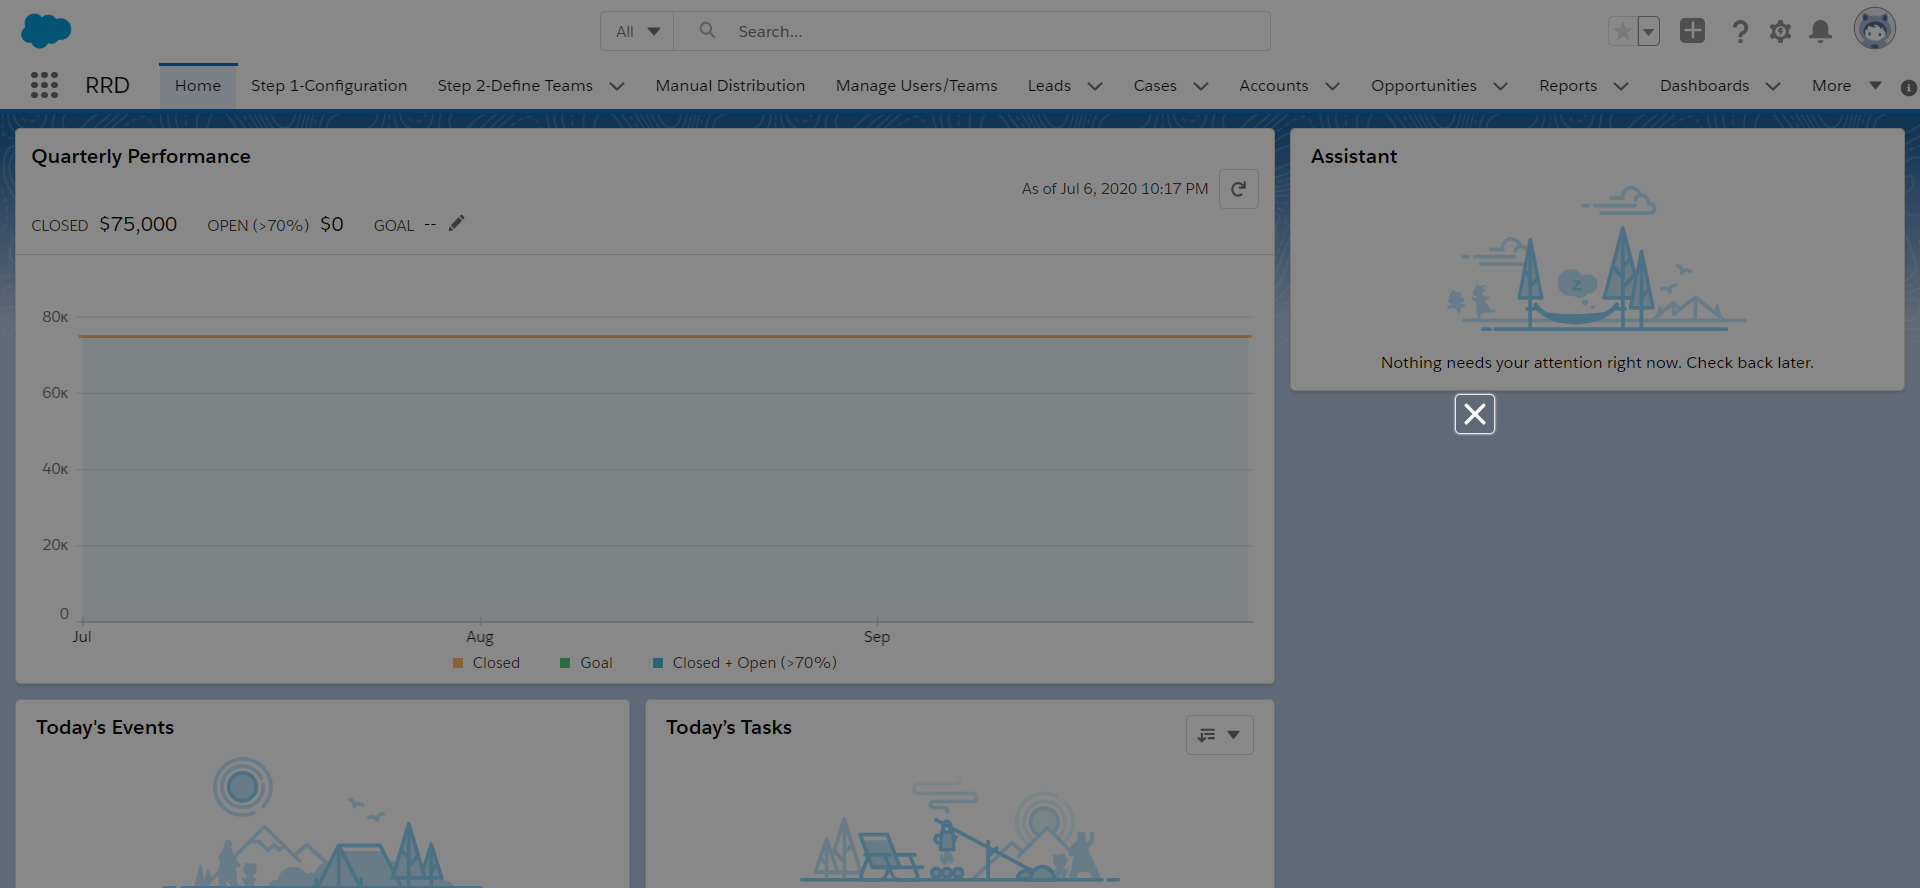 All Search...
RRD Home Step 1-Configuration Step 2-Define Teams Manual Distribution Manage Users/Teams Leads Cases Accounts Opportunities Reports Dashboards More
Quarterly Performance
As of Jul 6, 2020 10:17 PM
CLOSED $75,000 OPEN (>70%) $0 GOAL --
80K
60K
40K
20K
0
Jul Aug Sep
Closed Goal Closed + Open (>70%)
Assistant
z
Nothing needs your attention right now. Check back later.
Today's Events
Today’s Tasks